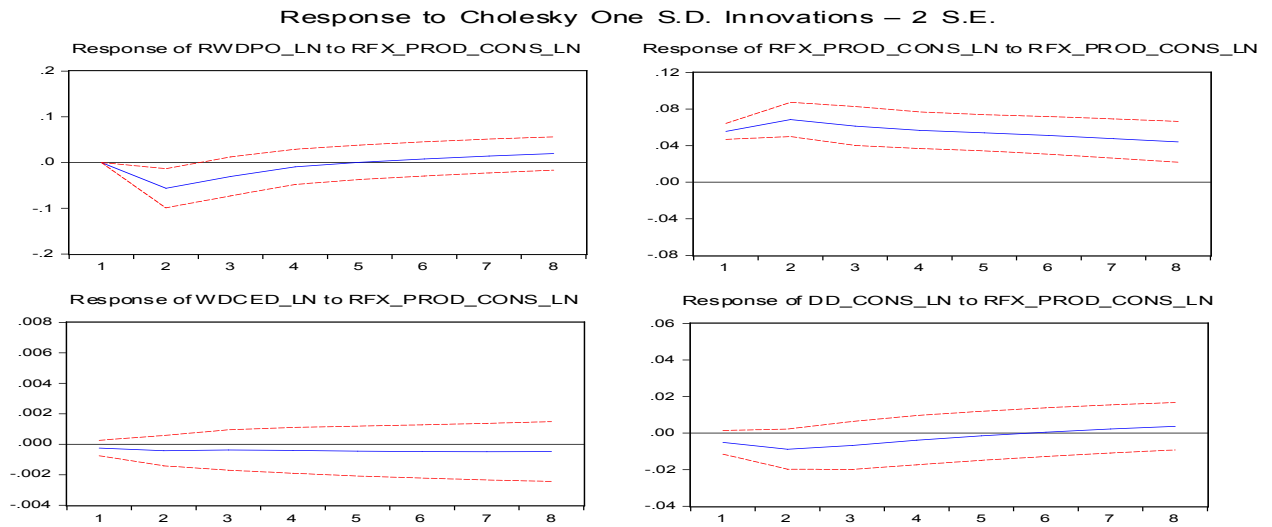 Response to Cholesky One S.D. Innovations – 2 S.E.
Response of RWDPO_LN to RFX_PROD_CONS_LN
.2
.1
.0
-.1
-.2
1 2 3 4 5 6 7 8
Response of RFX_PROD_CONS_LN to RFX_PROD_CONS_LN
.12
.08
.04
.00
-.04
-.08
1 2 3 4 5 6 7 8
Response of WDCED_LN to RFX_PROD_CONS_LN
.008
.006
.004
.002
.000
-.002
-.004
1 2 3 4 5 6 7 8
Response of DD_CONS_LN to RFX_PROD_CONS_LN
.06
.04
.02
.00
-.02
-.04
1 2 3 4 5 6 7 8